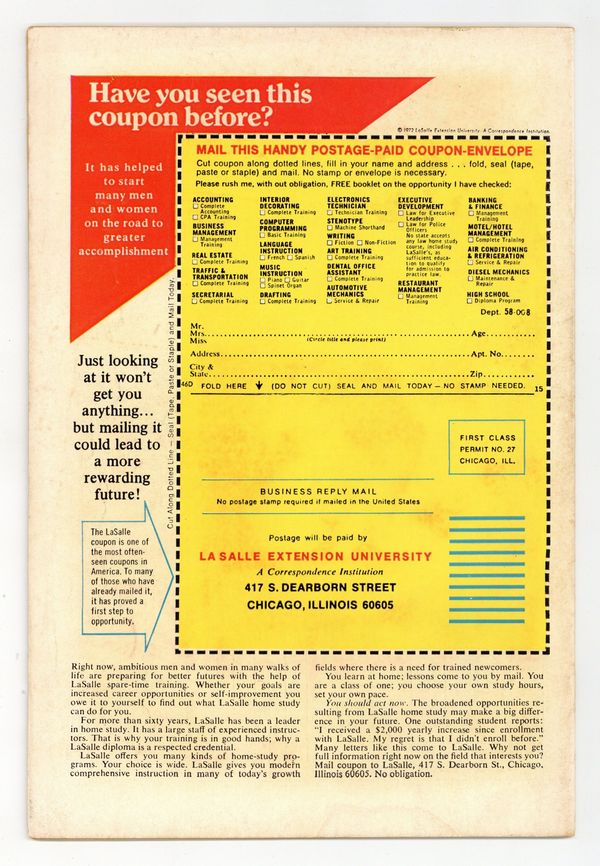 Have you seen this
coupon before?
© 1972 LaSalle Extension University. A Correspondence Institution.
It has helped
to start
many men
and women
on the road to
greater
accomplishment
Just looking
at it won't
get you
anything...
but mailing it
could lead to
a more
rewarding
future!
The LaSalle
coupon is one of
the most often-
seen coupons in
America. To many
of those who have
already mailed it,
it has proved a
first step to
opportunity.
Cut Along Dotted Line — Seal (Tape, Paste or Staple) and Mail Today.
MAIL THIS HANDY POSTAGE-PAID COUPON-ENVELOPE
Cut coupon along dotted lines, fill in your name and address . . . fold, seal (tape,
paste or staple) and mail. No stamp or envelope is necessary.
Please rush me, with out obligation, FREE booklet on the opportunity I have checked:
ACCOUNTING
☐ Complete
Accounting
☐ CPA Training
BUSINESS
MANAGEMENT
☐ Management
Training
REAL ESTATE
☐ Complete Training
TRAFFIC &
TRANSPORTATION
☐ Complete Training
SECRETARIAL
☐ Complete Training
INTERIOR
DECORATING
☐ Complete Training
COMPUTER
PROGRAMMING
☐ Basic Training
LANGUAGE
INSTRUCTION
☐ French ☐ Spanish
MUSIC
INSTRUCTION
☐ Piano ☐ Guitar
☐ Spinet Organ
DRAFTING
☐ Complete Training
ELECTRONICS
TECHNICIAN
☐ Technician Training
STENOTYPE
☐ Machine Shorthand
WRITING
☐ Fiction ☐ Non-Fiction
ART TRAINING
☐ Complete Training
DENTAL OFFICE
ASSISTANT
☐ Complete Training
AUTOMOTIVE
MECHANICS
☐ Service & Repair
EXECUTIVE
DEVELOPMENT
☐ Law for Executive
Leadership
☐ Law for Police
Officers
No state accepts
any law home study
course, including
LaSalle's, as
sufficient educa-
tion to qualify
for admission to
practice law.
RESTAURANT
MANAGEMENT
☐ Management
Training
BANKING
& FINANCE
☐ Management
Training
MOTEL/HOTEL
MANAGEMENT
☐ Complete Training
AIR CONDITIONING
& REFRIGERATION
☐ Service & Repair
DIESEL MECHANICS
☐ Maintenance &
Repair
HIGH SCHOOL
☐ Diploma Program
Dept. 58-008
Mr.
Mrs. Age
Miss (Circle title and please print)
Address Apt. No.
City &
State Zip
46D FOLD HERE ↓ (DO NOT CUT) SEAL AND MAIL TODAY — NO STAMP NEEDED. 15
FIRST CLASS
PERMIT NO. 27
CHICAGO, ILL.
BUSINESS REPLY MAIL
No postage stamp required if mailed in the United States
Postage will be paid by
LA SALLE EXTENSION UNIVERSITY
A Correspondence Institution
417 S. DEARBORN STREET
CHICAGO, ILLINOIS 60605
Right now, ambitious men and women in many walks of
life are preparing for better futures with the help of
LaSalle spare-time training. Whether your goals are
increased career opportunities or self-improvement you
owe it to yourself to find out what LaSalle home study
can do for you.
For more than sixty years, LaSalle has been a leader
in home study. It has a large staff of experienced instruc-
tors. That is why your training is in good hands; why a
LaSalle diploma is a respected credential.
LaSalle offers you many kinds of home-study pro-
grams. Your choice is wide. LaSalle gives you modern
comprehensive instruction in many of today's growth
fields where there is a need for trained newcomers.
You learn at home; lessons come to you by mail. You
are a class of one; you choose your own study hours,
set your own pace.
You should act now. The broadened opportunities re-
sulting from LaSalle home study may make a big differ-
ence in your future. One outstanding student reports:
"I received a $2,000 yearly increase since enrollment
with LaSalle. My regret is that I didn't enroll before."
Many letters like this come to LaSalle. Why not get
full information right now on the field that interests you?
Mail coupon to LaSalle, 417 S. Dearborn St., Chicago,
Illinois 60605. No obligation.